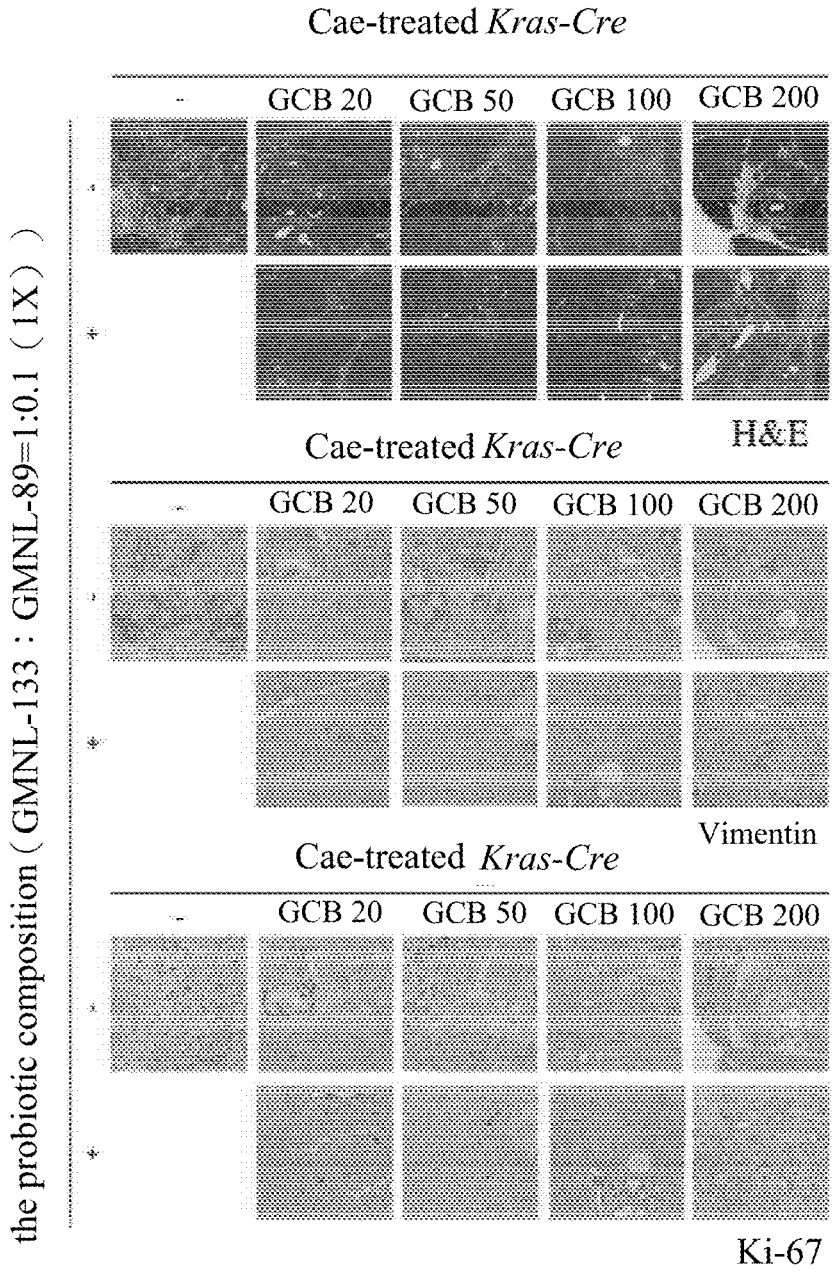 Cae-treated Kras-Cre
- GCB 20 GCB 50 GCB 100 GCB 200
-
+
H&E
Cae-treated Kras-Cre
- GCB 20 GCB 50 GCB 100 GCB 200
-
+
Vimentin
Cae-treated Kras-Cre
- GCB 20 GCB 50 GCB 100 GCB 200
-
+
Ki-67
the probiotic composition（GMNL-133：GMNL-89=1:0.1（1X））